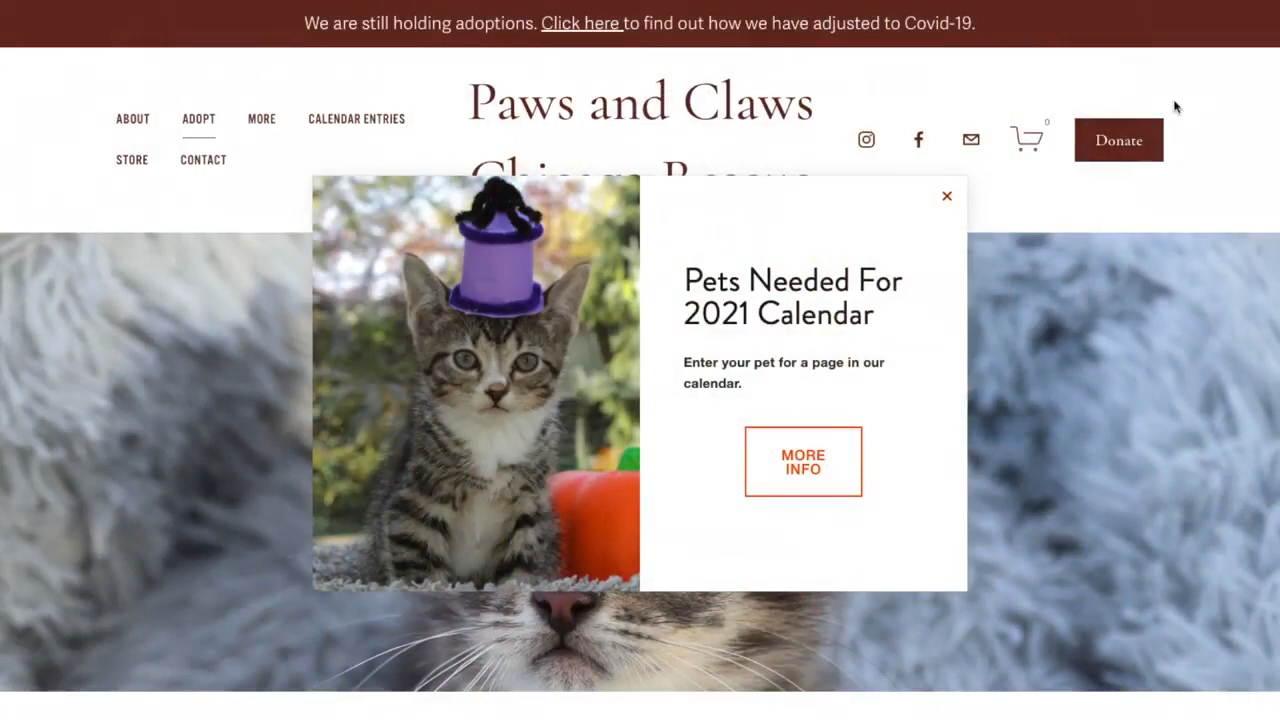 We are still holding adoptions. Click here to find out how we have adjusted to Covid-19.
ABOUT ADOPT MORE CALENDAR ENTRIES
STORE CONTACT
Paws and Claws
0
Donate
Pets Needed For
2021 Calendar
Enter your pet for a page in our
calendar.
MORE
INFO